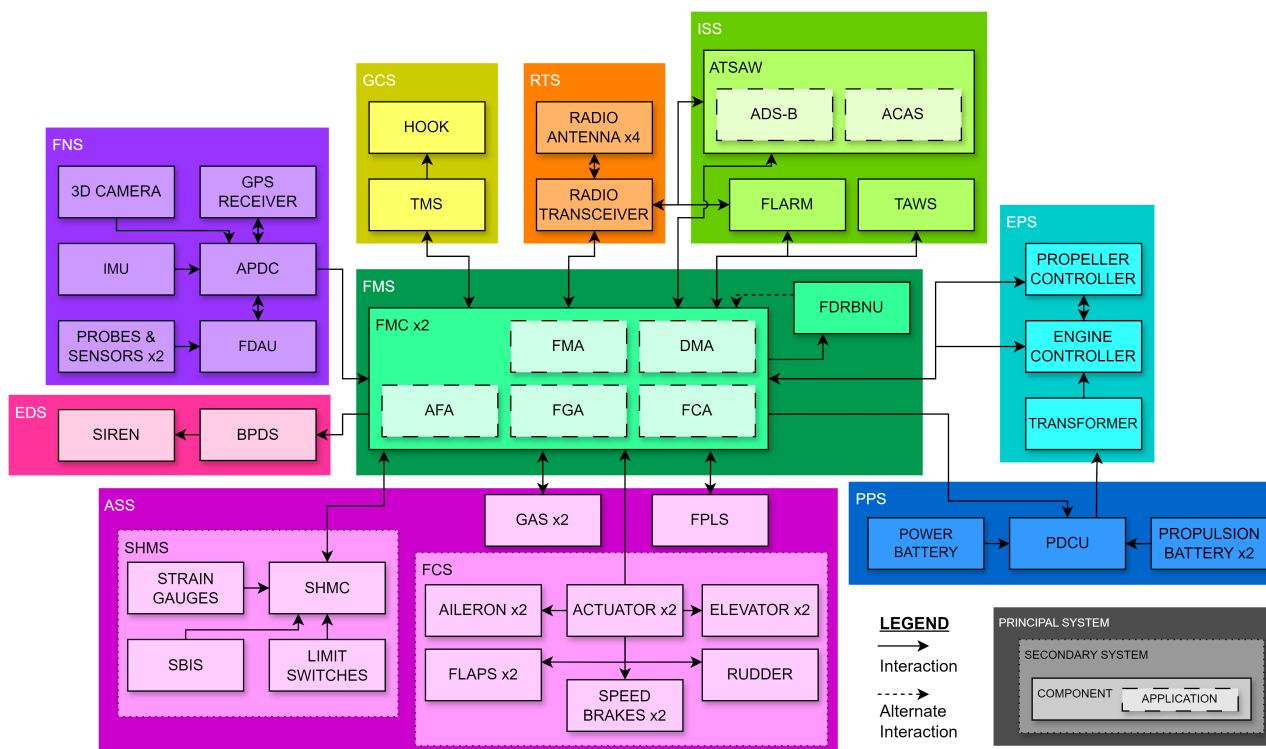 FNS
3D CAMERA
GPS
RECEIVER
IMU
APDC
PROBES &
SENSORS x2
FDAU
GCS
HOOK
TMS
RTS
RADIO
ANTENNA x4
RADIO
TRANSCEIVER
ISS
ATSAW
ADS-B
ACAS
FLARM
TAWS
EPS
PROPELLER
CONTROLLER
ENGINE
CONTROLLER
TRANSFORMER
FMS
FMC x2
FMA
DMA
AFA
FGA
FCA
FDRBNU
EDS
SIREN
BPDS
ASS
GAS x2
FPLS
SHMS
STRAIN
GAUGES
SHMC
SBIS
LIMIT
SWITCHES
FCS
AILERON x2
ACTUATOR x2
ELEVATOR x2
FLAPS x2
SPEED
BRAKES x2
RUDDER
PPS
POWER
BATTERY
PDCU
PROPULSION
BATTERY x2
LEGEND
Interaction
Alternate
Interaction
PRINCIPAL SYSTEM
SECONDARY SYSTEM
COMPONENT
APPLICATION